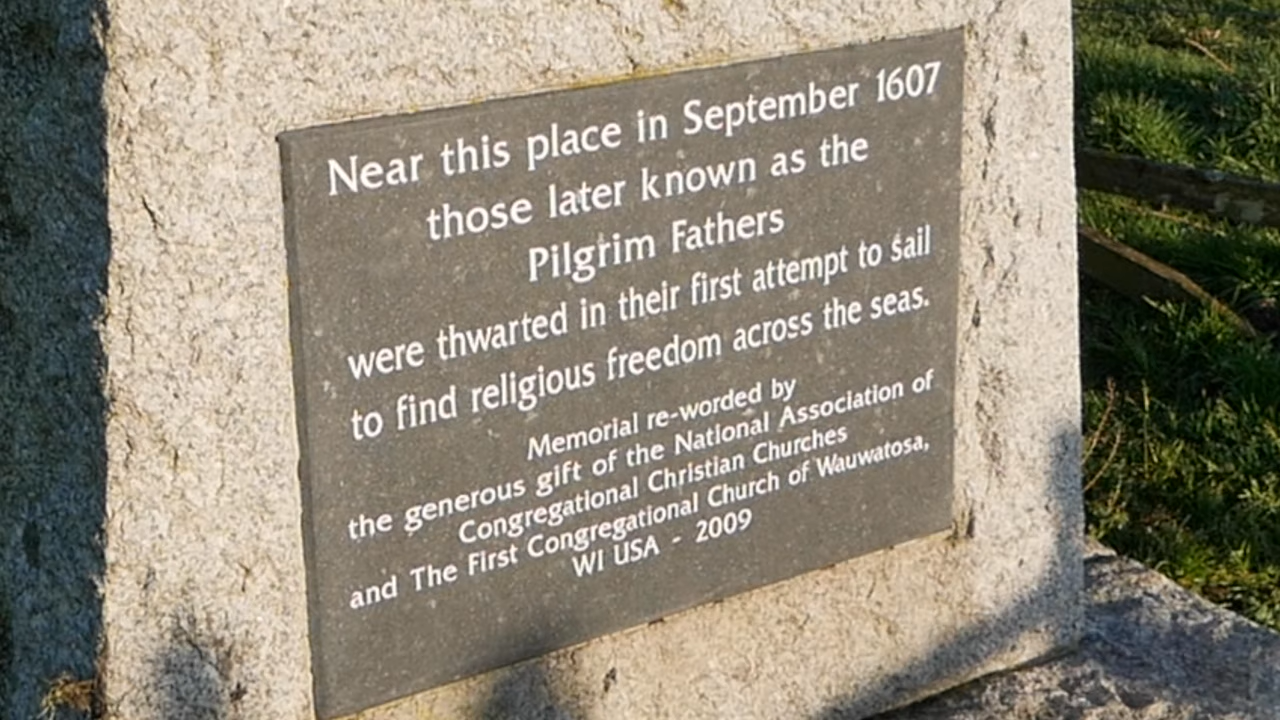 Near this place in September 1607
those later known as the
Pilgrim Fathers
were thwarted in their first attempt to sail
to find religious freedom across the seas.
Memorial re-worded by
the generous gift of the National Association of
Congregational Christian Churches
and The First Congregational Church of Wauwatosa,
WI USA - 2009